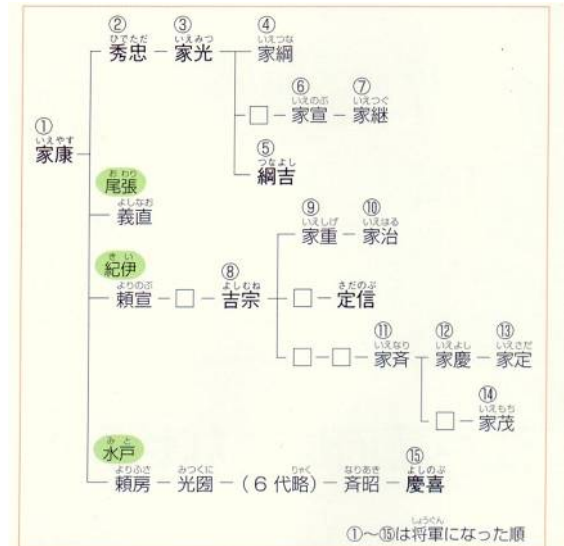 ② ③ ④
ひでただ いえみつ いえつな
秀忠 家光 家綱
⑥ ⑦
いえのぶ いえつぐ
□ 家宣 家継
①
いえやす
家康
⑤
つなよし
綱吉
おわり
尾張
よしなお
義直
⑨ ⑩
いえしげ いえはる
家重 家治
きい
紀伊
⑧
よりのぶ よしむね さだのぶ
頼宣 □ 吉宗 □ 定信
⑪ ⑫ ⑬
いえなり いえよし いえさだ
□ □ 家斉 家慶 家定
⑭
いえもち
□ 家茂
みと
水戸
⑮
よりふさ みつくに りゃく なりあき よしのぶ
頼房 光圀 (6代略) 斉昭 慶喜
しょうぐん
①〜⑮は将軍になった順